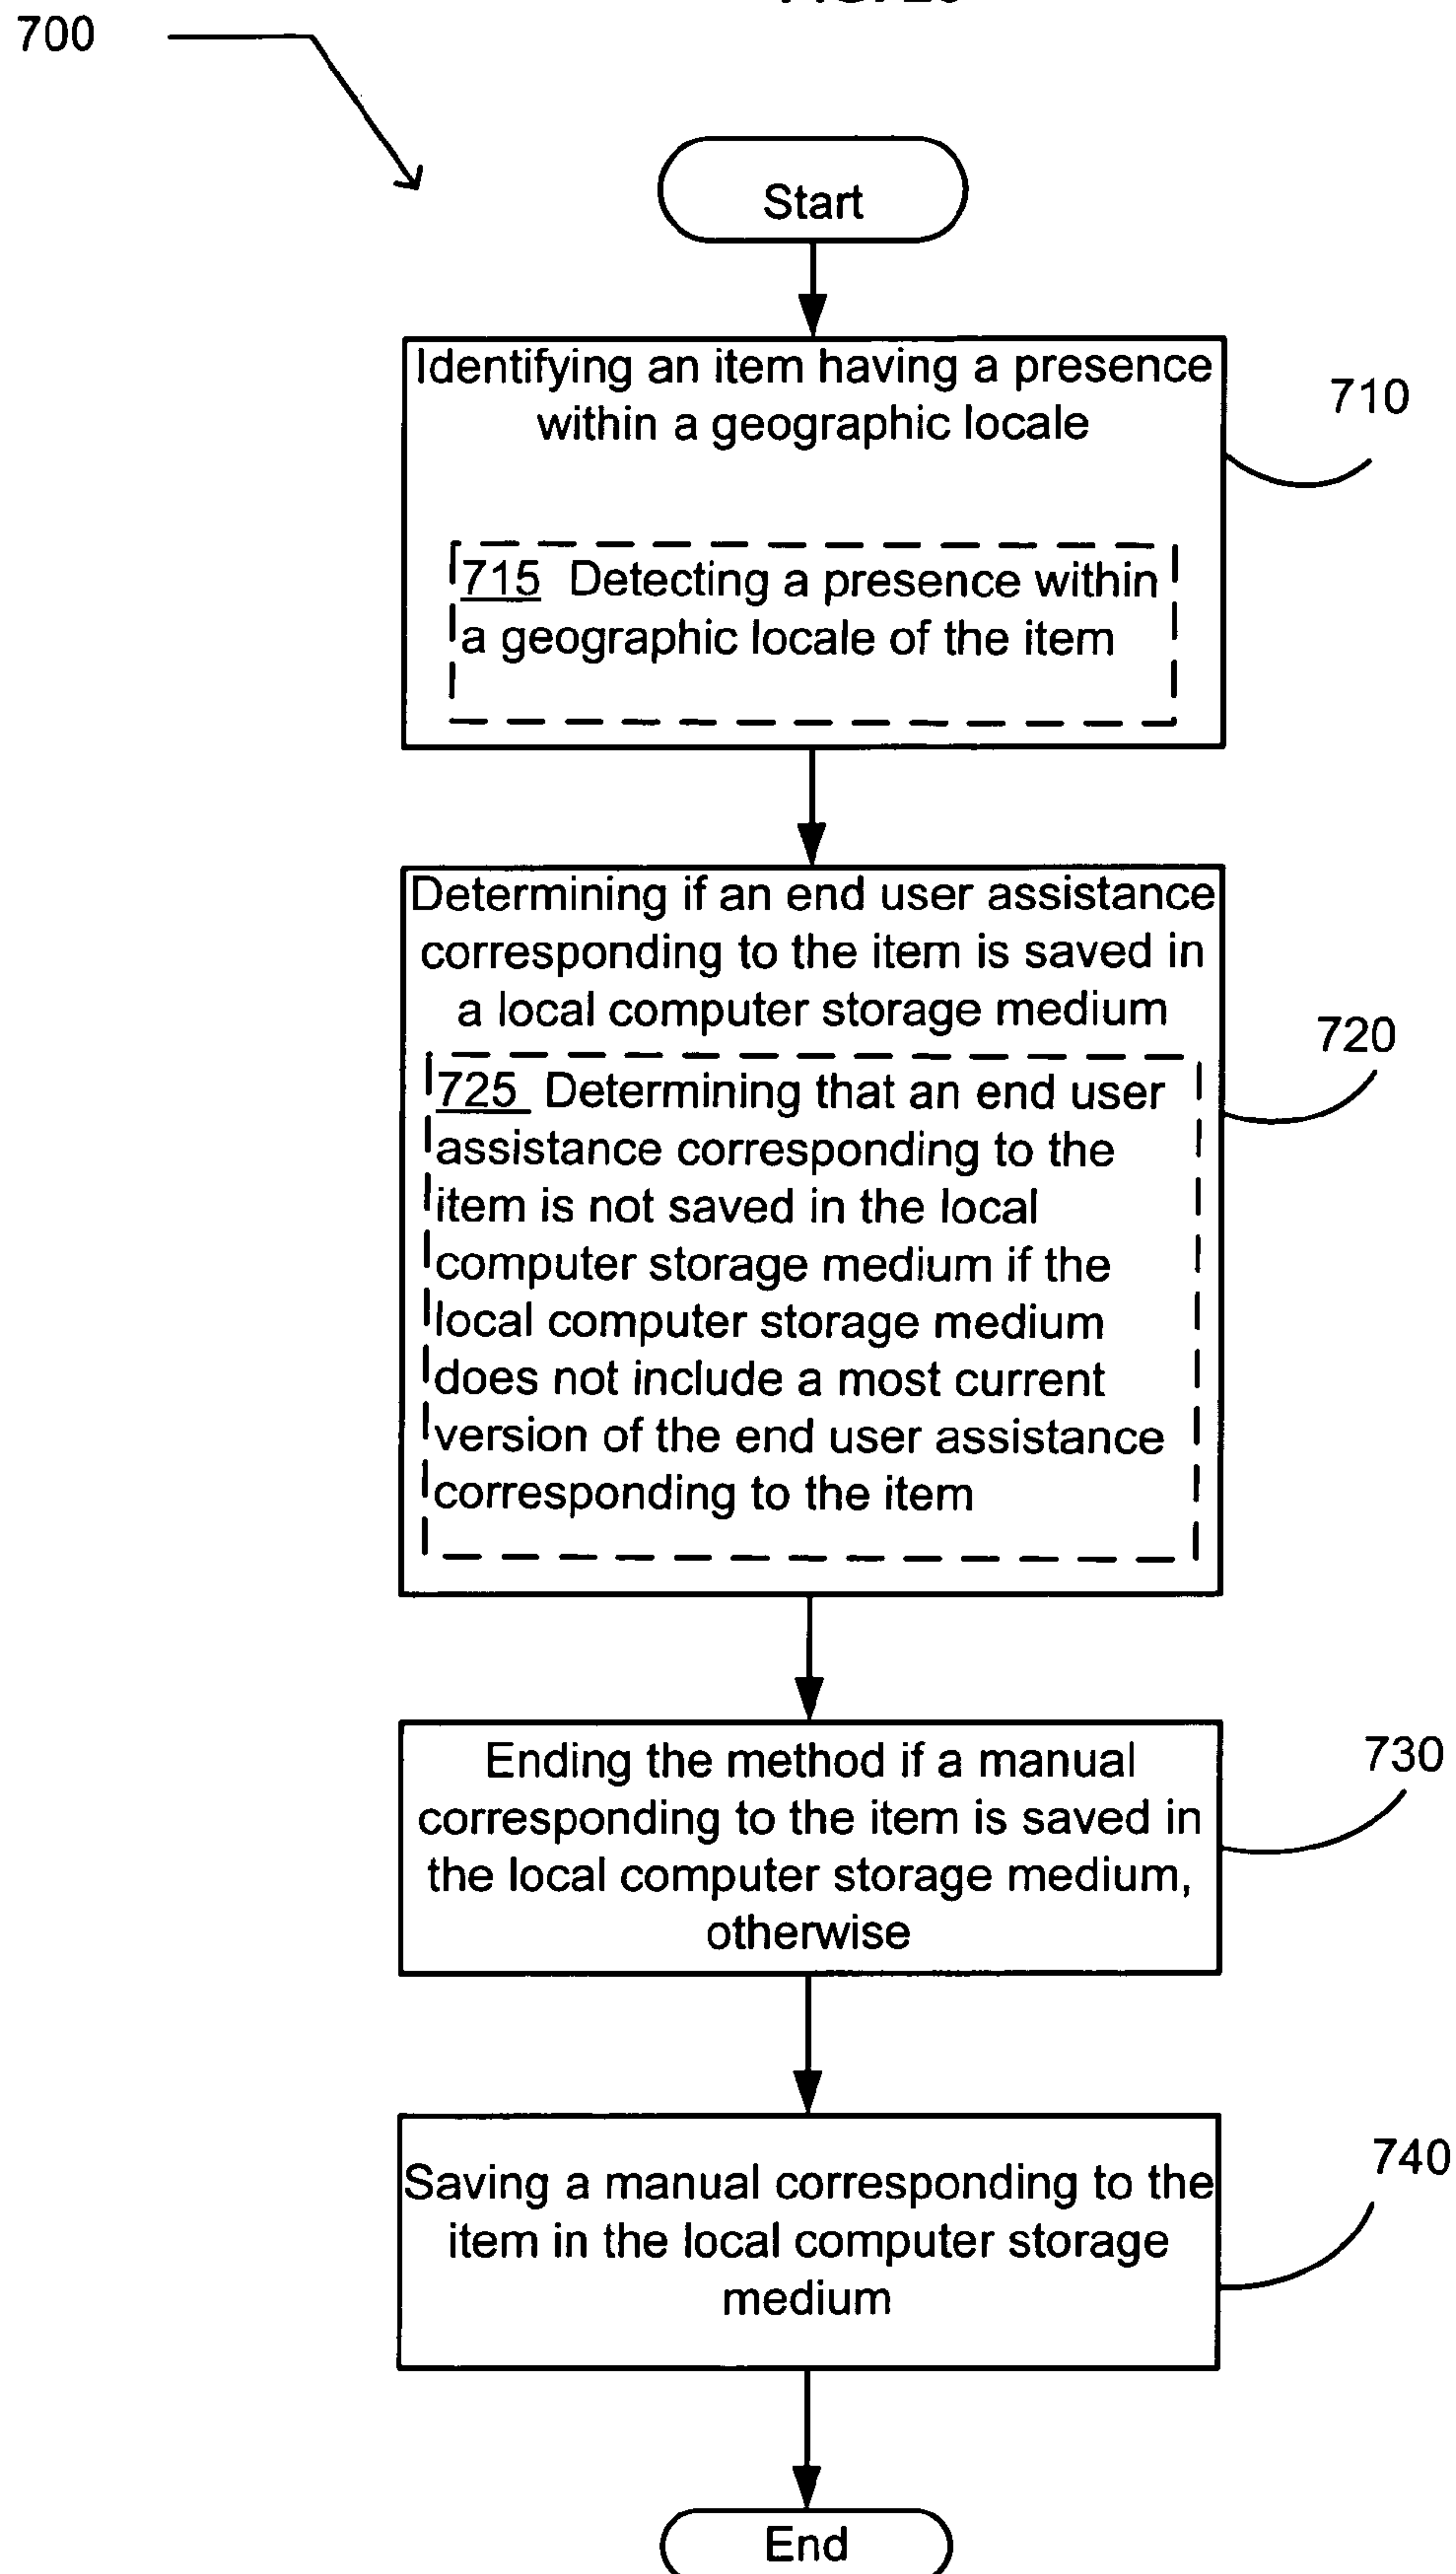 700
Start
Identifying an item having a presence
within a geographic locale
710
715 Detecting a presence within
a geographic locale of the item
Determining if an end user assistance
corresponding to the item is saved in
a local computer storage medium
720
725 Determining that an end user
assistance corresponding to the
item is not saved in the local
computer storage medium if the
local computer storage medium
does not include a most current
version of the end user assistance
corresponding to the item
Ending the method if a manual
corresponding to the item is saved in
the local computer storage medium,
otherwise
730
Saving a manual corresponding to the
item in the local computer storage
medium
740
End